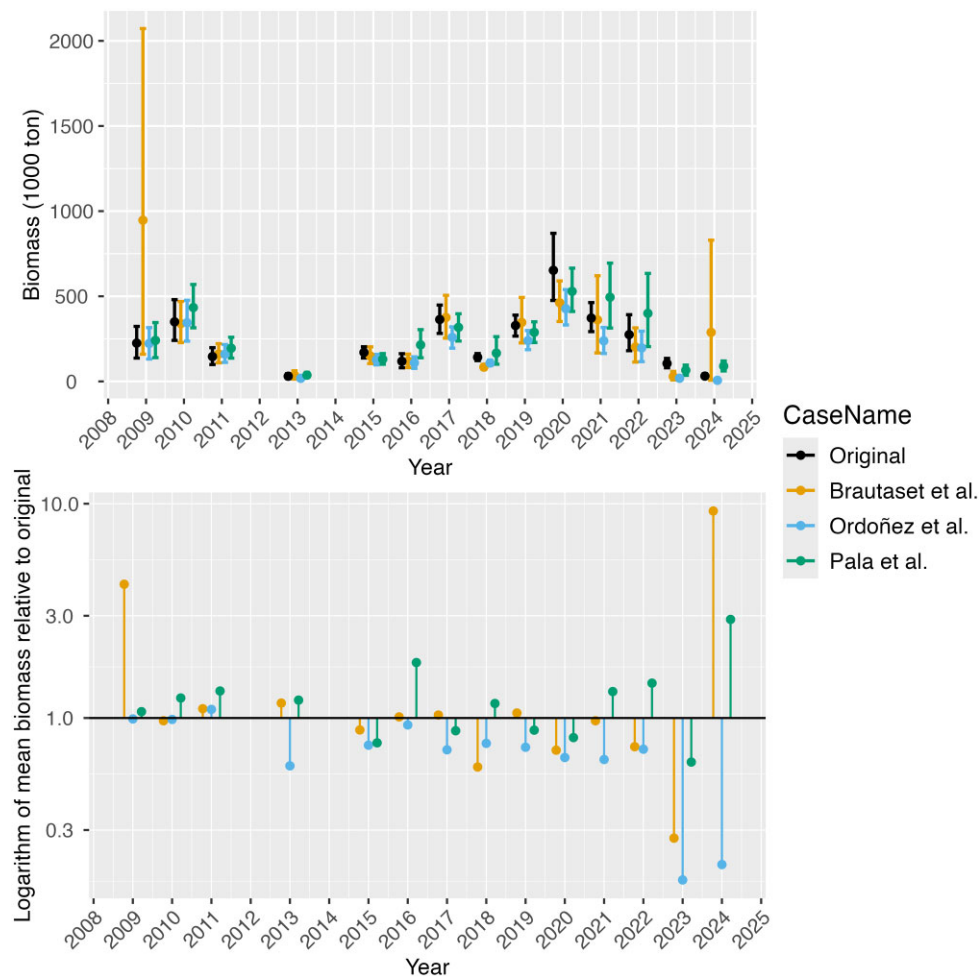 2000
1500
1000
500
0
Biomass (1000 ton)
2008 2009 2010 2011 2012 2013 2014 2015 2016 2017 2018 2019 2020 2021 2022 2023 2024 2025
Year
CaseName
Original
Brautaset et al.
Ordoñez et al.
Pala et al.
10.0
3.0
1.0
0.3
Logarithm of mean biomass relative to original
2008 2009 2010 2011 2012 2013 2014 2015 2016 2017 2018 2019 2020 2021 2022 2023 2024 2025
Year